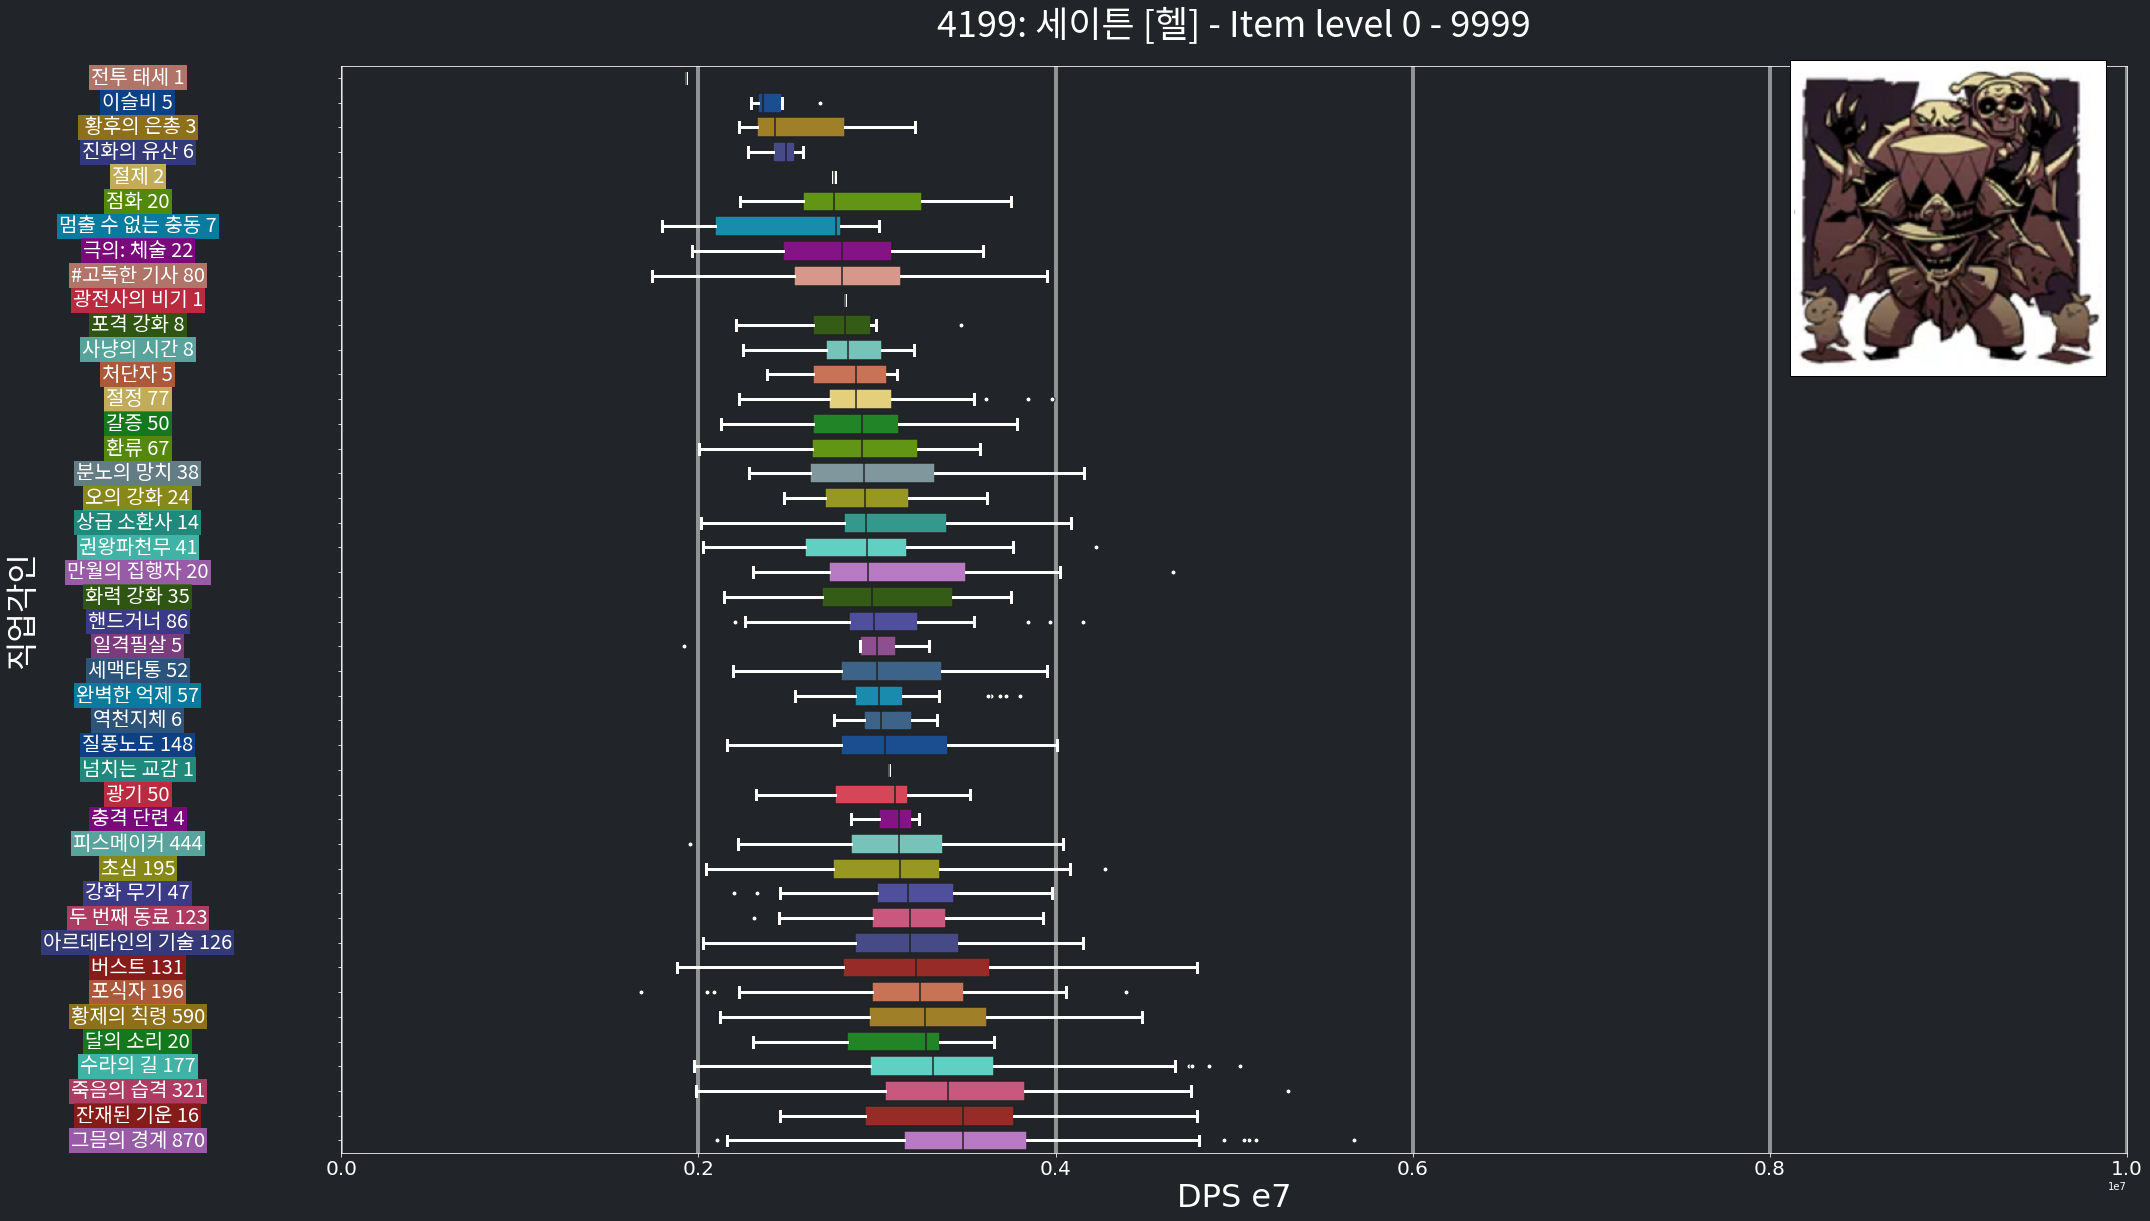 4199: 세이튼 [헬] - Item level 0 - 9999
전투 태세 1
이슬비 5
황후의 은총 3
진화의 유산 6
절제 2
점화 20
멈출 수 없는 충동 7
극의: 체술 22
#고독한 기사 80
광전사의 비기 1
포격 강화 8
사냥의 시간 8
처단자 5
절정 77
갈증 50
환류 67
분노의 망치 38
오의 강화 24
상급 소환사 14
권왕파천무 41
만월의 집행자 20
화력 강화 35
핸드거너 86
일격필살 5
세맥타통 52
완벽한 억제 57
역천지체 6
질풍노도 148
넘치는 교감 1
광기 50
충격 단련 4
피스메이커 444
초심 195
강화 무기 47
두 번째 동료 123
아르데타인의 기술 126
버스트 131
포식자 196
황제의 칙령 590
달의 소리 20
수라의 길 177
죽음의 습격 321
잔재된 기운 16
그믐의 경계 870
직업각인
0.0 0.2 0.4 0.6 0.8 1.0
1e7
DPS e7